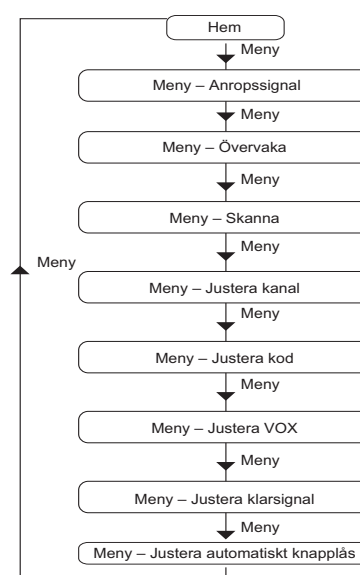 Hem
Meny
Meny – Anropssignal
Meny
Meny – Övervaka
Meny
Meny – Skanna
Meny
Meny
Meny – Justera kanal
Meny
Meny – Justera kod
Meny
Meny – Justera VOX
Meny
Meny – Justera klarsignal
Meny
Meny – Justera automatiskt knapplås